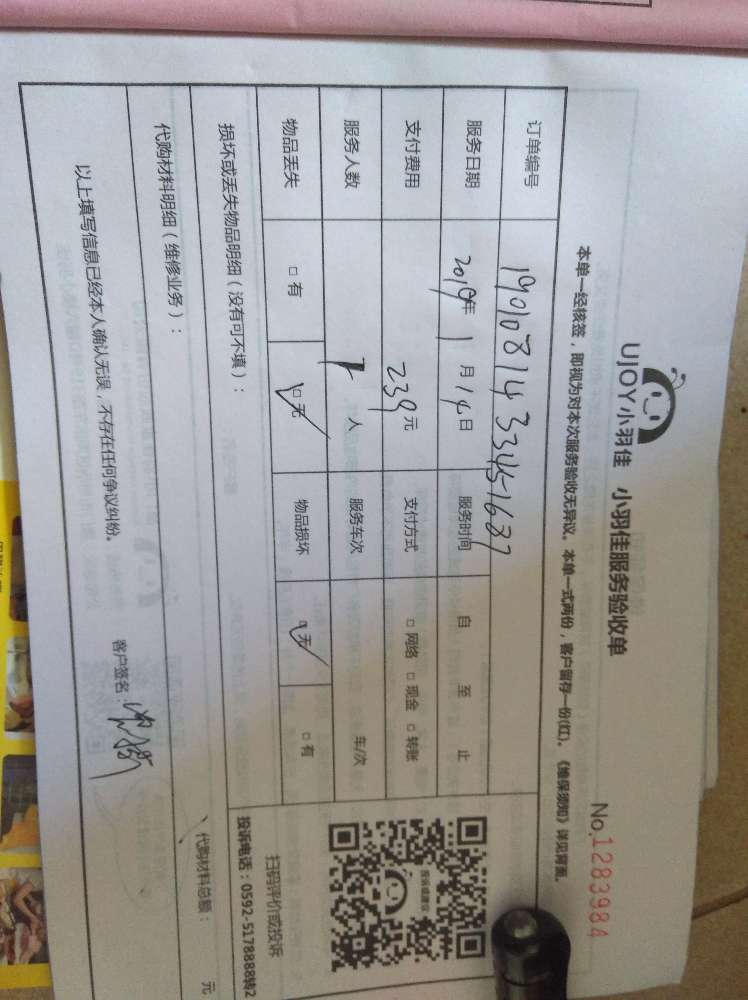 UJOY小羽佳 小羽佳服务验收单
No.1283984
本单一经核签，即视为对本次服务验收无异议。本单一式两份，客户留存一份(红)。《维保须知》详见背面。
订单编号 1901081433451687
服务日期 2019年 1 月 14 日 服务时间 自 至 止
支付费用 239元 支付方式 □ 网络 □ 现金 □ 转账
服务人数 人 服务车次 车/次
物品丢失 □ 有 □ 无 物品损坏 □ 无 □ 有
损坏或丢失物品明细（没有可不填）：
投诉或建议
扫码评价或投诉
投诉电话：0592-5178888转2
代购材料明细（维修业务）：
代购材料总额： 元
以上填写信息已经本人确认无误，不存在任何争议纠纷。
客户签名: